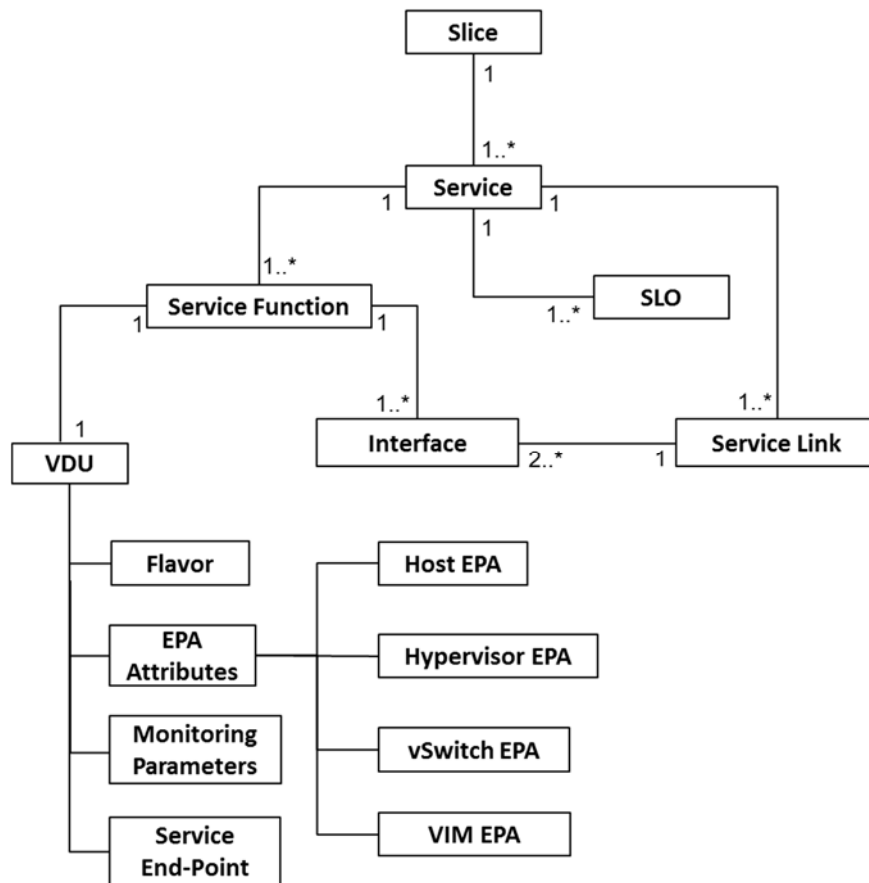 Slice
1
1..*
Service
1
1
1
1..*
Service Function
SLO
1..*
1
1
1..*
1..*
1
Interface
Service Link
2..*
1
VDU
Flavor
Host EPA
EPA
Attributes
Hypervisor EPA
Monitoring
Parameters
vSwitch EPA
Service
End-Point
VIM EPA